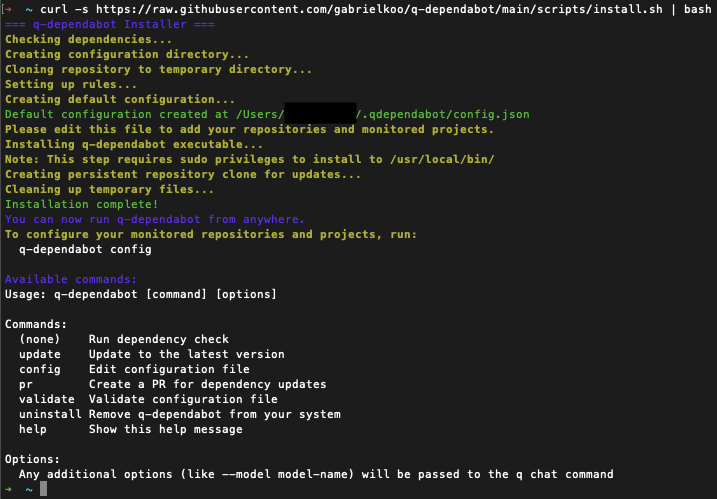 ➜  ~ curl -s https://raw.githubusercontent.com/gabrielkoo/q-dependabot/main/scripts/install.sh | bash
=== q-dependabot Installer ===
Checking dependencies...
Creating configuration directory...
Cloning repository to temporary directory...
Setting up rules...
Creating default configuration...
Default configuration created at /Users/ /.qdependabot/config.json
Please edit this file to add your repositories and monitored projects.
Installing q-dependabot executable...
Note: This step requires sudo privileges to install to /usr/local/bin/
Creating persistent repository clone for updates...
Cleaning up temporary files...
Installation complete!
You can now run q-dependabot from anywhere.
To configure your monitored repositories and projects, run:
  q-dependabot config
Available commands:
Usage: q-dependabot [command] [options]
Commands:
  (none)    Run dependency check
  update    Update to the latest version
  config    Edit configuration file
  pr        Create a PR for dependency updates
  validate  Validate configuration file
  uninstall Remove q-dependabot from your system
  help      Show this help message
Options:
  Any additional options (like --model model-name) will be passed to the q chat command
➜  ~